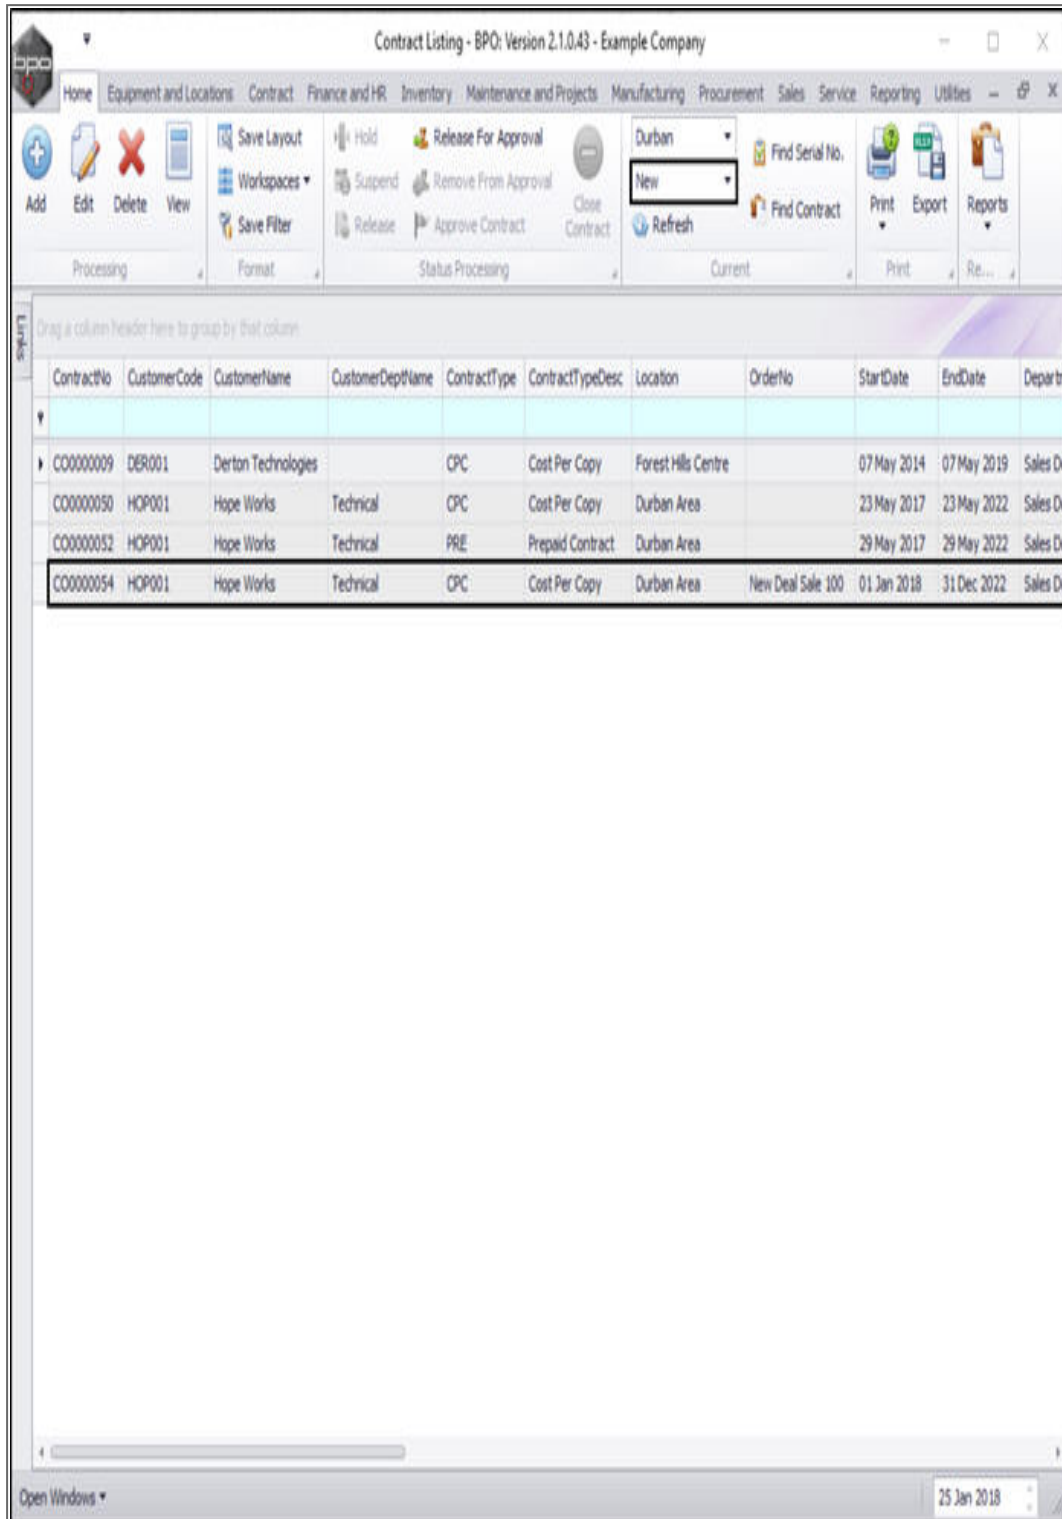 Contract Listing - BPO: Version 2.1.0.43 - Example Company
bpo
Home Equipment and Locations Contract Finance and HR Inventory Maintenance and Projects Manufacturing Procurement Sales Service Reporting Utilities
Add Edit Delete View
Save Layout
Workspaces
Save Filter
Hold
Suspend
Release
Release For Approval
Remove From Approval
Approve Contract
Close
Contract
Durban
New
Refresh
Find Serial No.
Find Contract
Print Export Reports
Processing Format Status Processing Current Print Re...
Links
Drag a column header here to group by that column
ContractNo CustomerCode CustomerName CustomerDeptName ContractType ContractTypeDesc Location OrderNo StartDate EndDate Departm
CO0000009 DER001 Derton Technologies CPC Cost Per Copy Forest Hills Centre 07 May 2014 07 May 2019 Sales De
CO0000050 HOP001 Hope Works Technical CPC Cost Per Copy Durban Area 23 May 2017 23 May 2022 Sales De
CO0000052 HOP001 Hope Works Technical PRE Prepaid Contract Durban Area 29 May 2017 29 May 2022 Sales De
CO0000054 HOP001 Hope Works Technical CPC Cost Per Copy Durban Area New Deal Sale 100 01 Jan 2018 31 Dec 2022 Sales De
Open Windows 25 Jan 2018